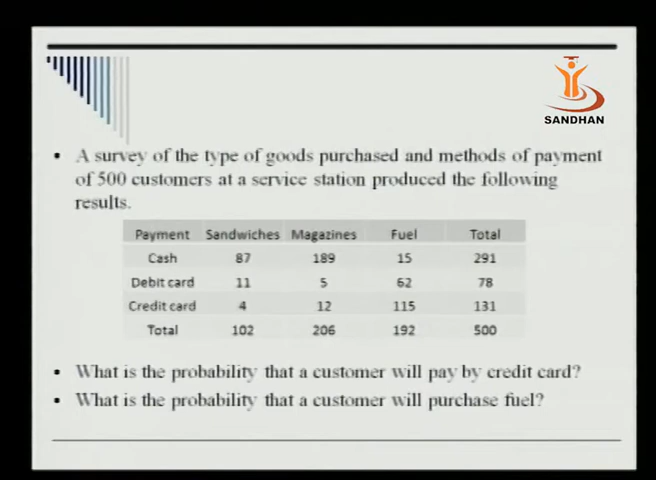 SANDHAN
• A survey of the type of goods purchased and methods of payment
of 500 customers at a service station produced the following
results.
Payment Sandwiches Magazines Fuel Total
Cash 87 189 15 291
Debit card 11 5 62 78
Credit card 4 12 115 131
Total 102 206 192 500
• What is the probability that a customer will pay by credit card?
• What is the probability that a customer will purchase fuel?